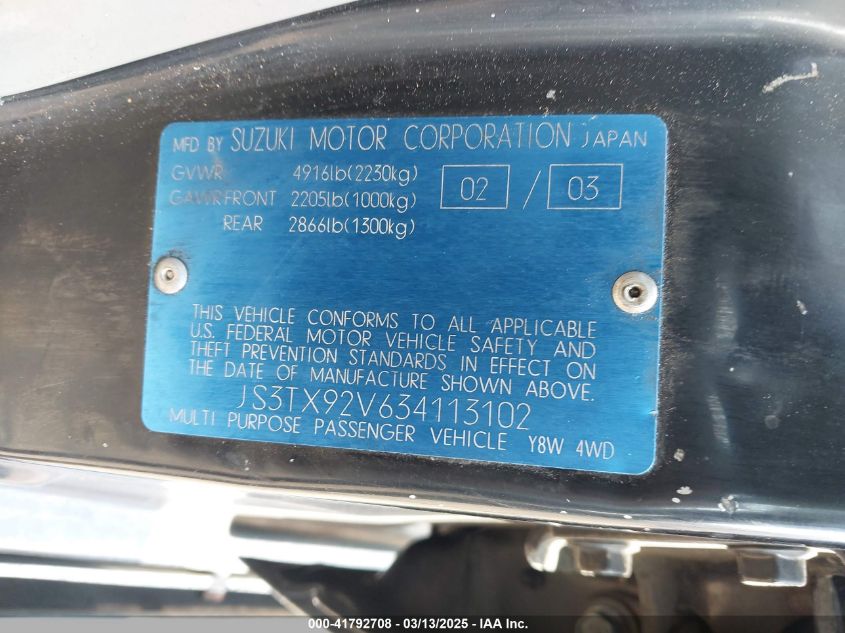 MFD BY SUZUKI MOTOR CORPORATION JAPAN
GVWR 4916lb(2230kg) 02 / 03
GAWR FRONT 2205lb(1000kg)
REAR 2866lb(1300kg)
THIS VEHICLE CONFORMS TO ALL APPLICABLE
U.S. FEDERAL MOTOR VEHICLE SAFETY AND
THEFT PREVENTION STANDARDS IN EFFECT ON
THE DATE OF MANUFACTURE SHOWN ABOVE.
JS3TX92V634113102
MULTI PURPOSE PASSENGER VEHICLE Y8W 4WD
000-41792708 - 03/13/2025 - IAA Inc.